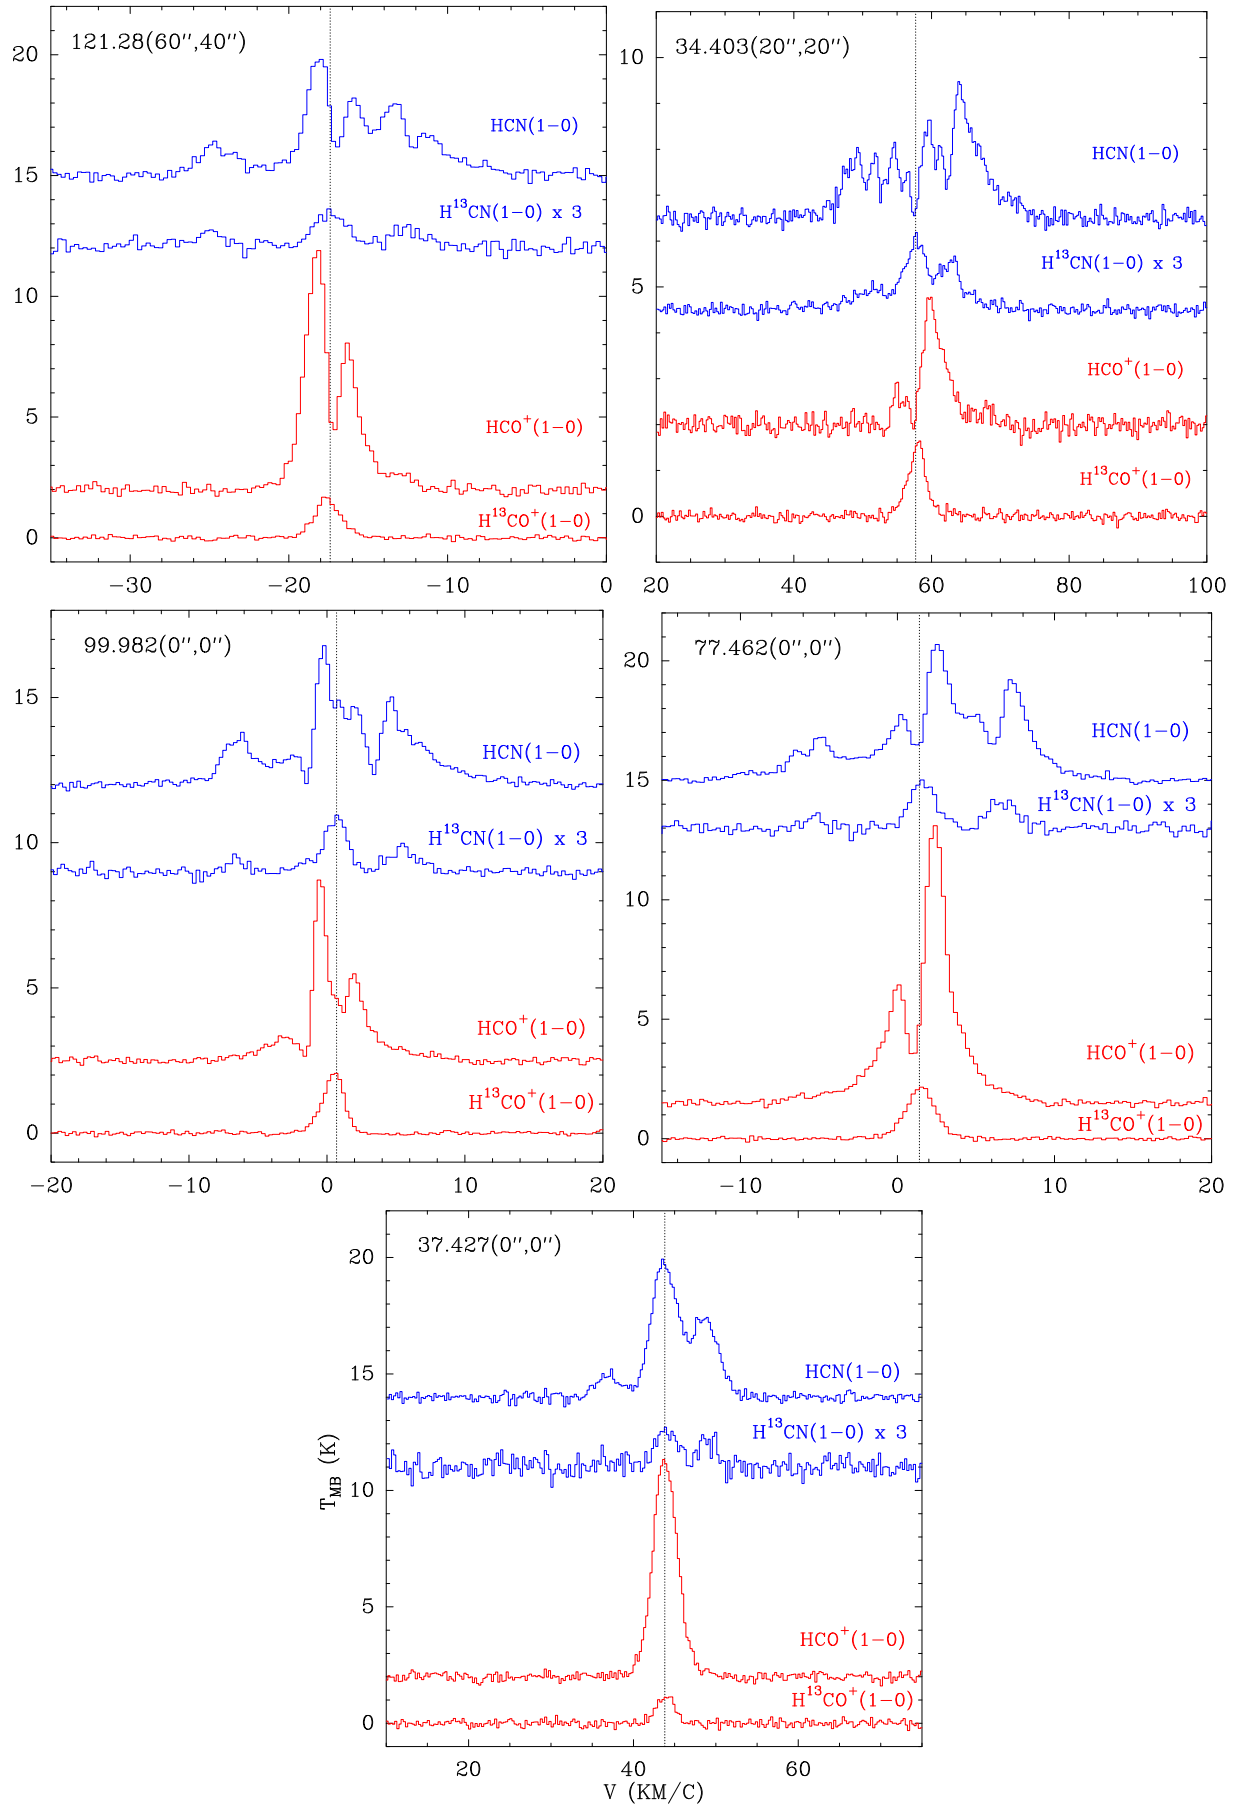 121.28(60",40")
20
HCN(1−0)
15
H¹³CN(1−0) x 3
10
5
HCO⁺(1−0)
H¹³CO⁺(1−0)
0
−30 −20 −10 0
34.403(20",20")
10
HCN(1−0)
H¹³CN(1−0) x 3
5
HCO⁺(1−0)
H¹³CO⁺(1−0)
0
20 40 60 80 100
99.982(0",0")
15
HCN(1−0)
10
H¹³CN(1−0) x 3
5
HCO⁺(1−0)
H¹³CO⁺(1−0)
0
−20 −10 0 10 20
77.462(0",0")
20
HCN(1−0)
15
H¹³CN(1−0) x 3
10
5
HCO⁺(1−0)
H¹³CO⁺(1−0)
0
−10 0 10 20
37.427(0",0")
20
HCN(1−0)
15
H¹³CN(1−0) x 3
T_MB (K)
10
5
HCO⁺(1−0)
H¹³CO⁺(1−0)
0
20 40 60
V (KM/C)